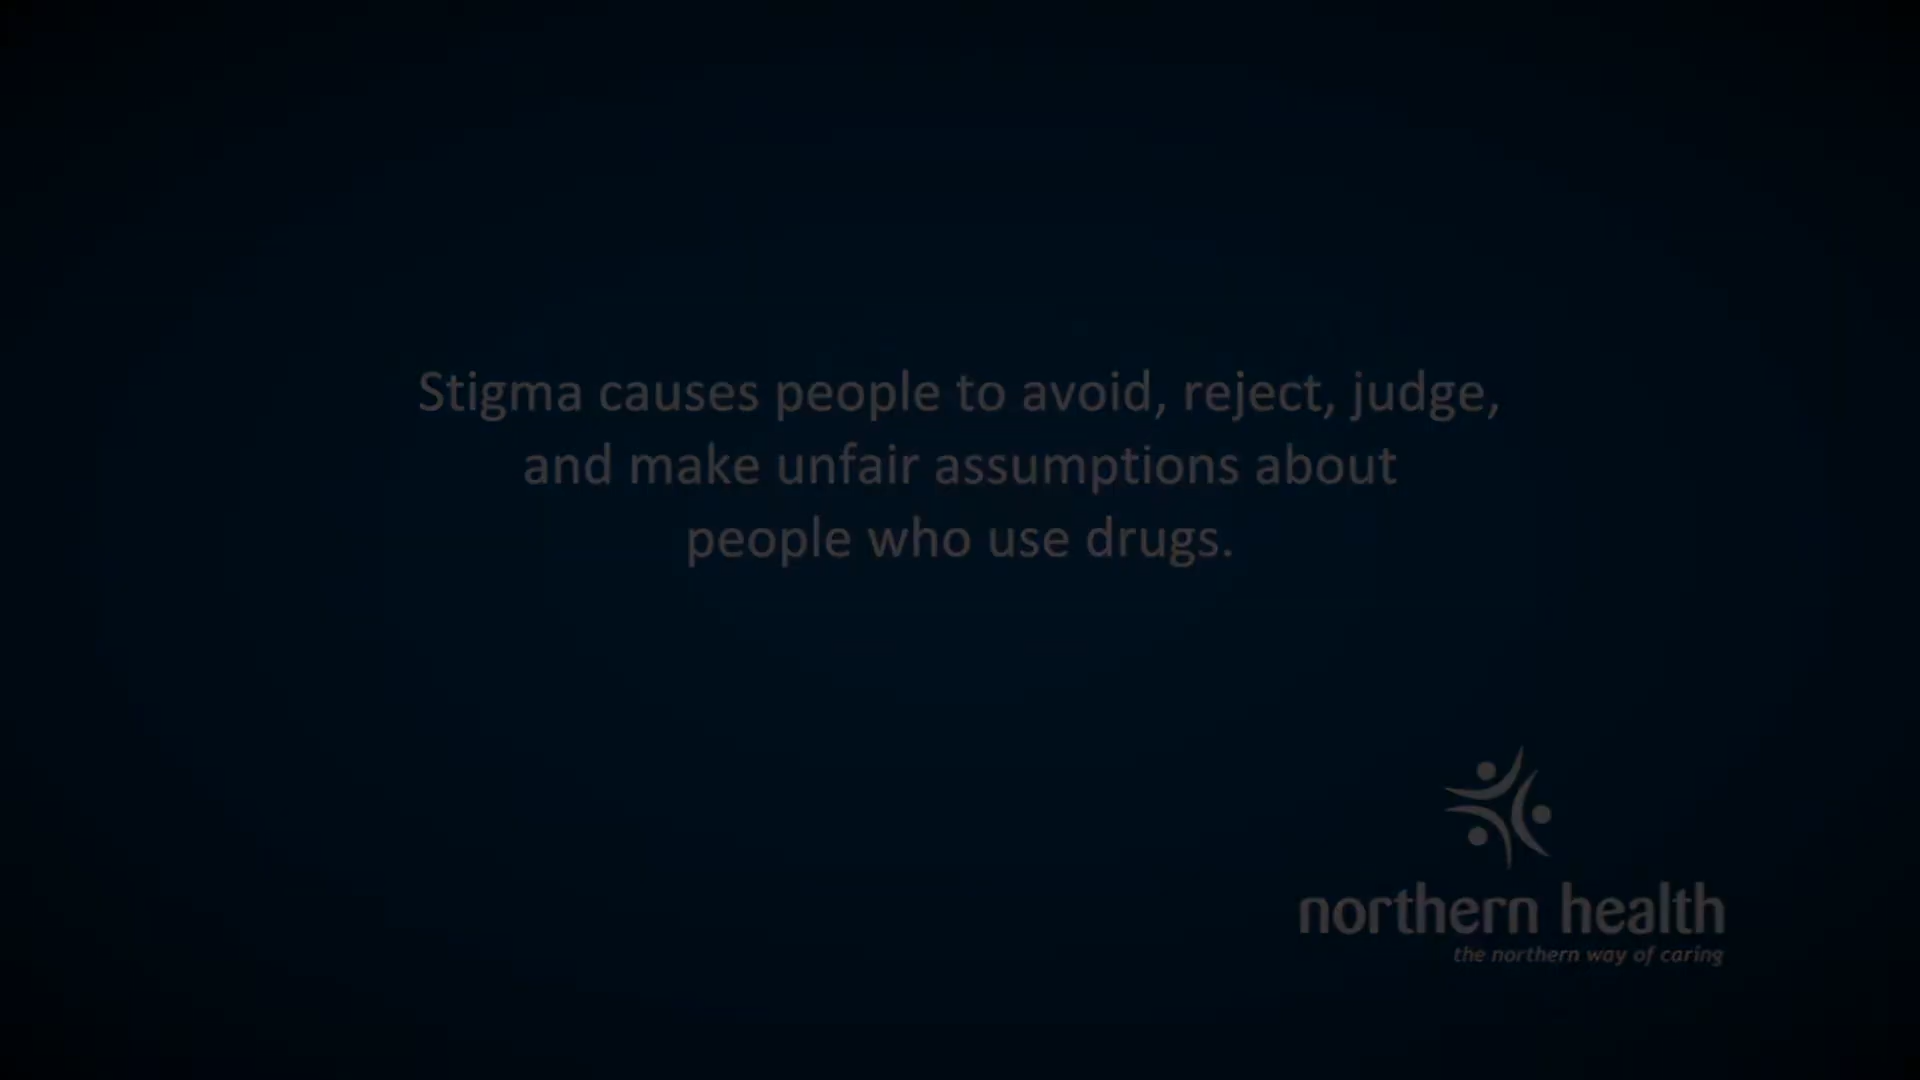 Stigma causes people to avoid, reject, judge,
and make unfair assumptions about
people who use drugs.
northern health
the northern way of caring